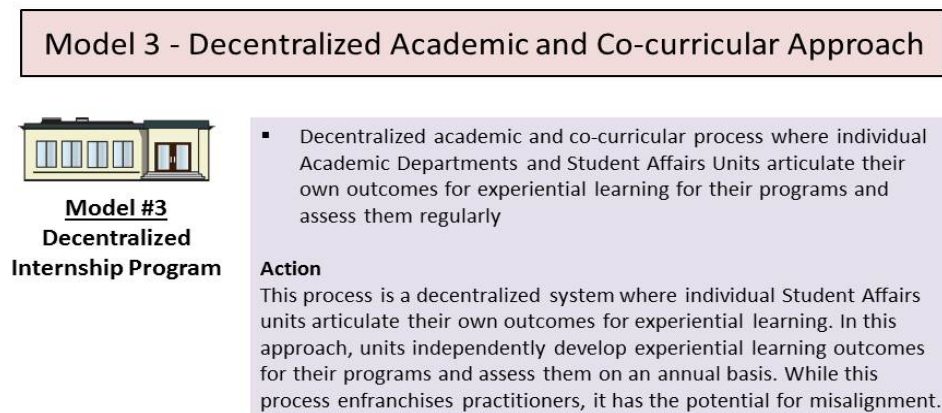 Model 3 - Decentralized Academic and Co-curricular Approach
Model #3
Decentralized
Internship Program
▪ Decentralized academic and co-curricular process where individual
Academic Departments and Student Affairs Units articulate their
own outcomes for experiential learning for their programs and
assess them regularly
Action
This process is a decentralized system where individual Student Affairs
units articulate their own outcomes for experiential learning. In this
approach, units independently develop experiential learning outcomes
for their programs and assess them on an annual basis. While this
process enfranchises practitioners, it has the potential for misalignment.